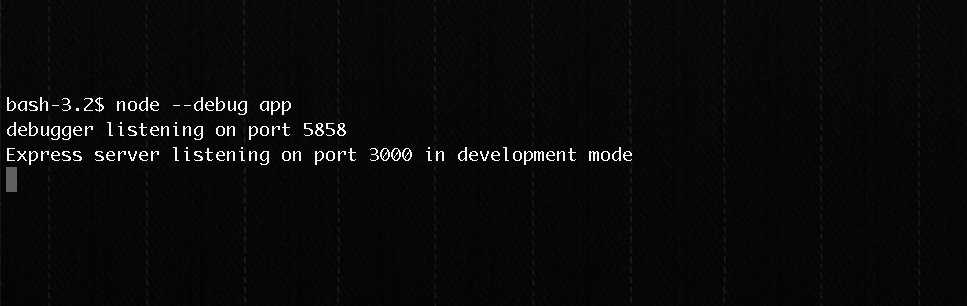 bash-3.2$ node --debug app
debugger listening on port 5858
Express server listening on port 3000 in development mode